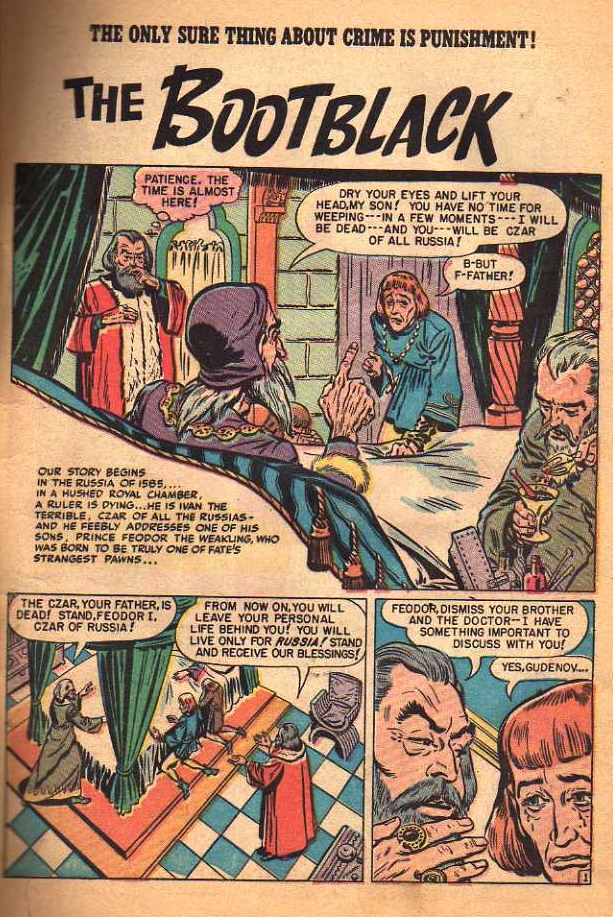 THE ONLY SURE THING ABOUT CRIME IS PUNISHMENT!
THE BOOTBLACK
PATIENCE. THE
TIME IS ALMOST
HERE!
DRY YOUR EYES AND LIFT YOUR
HEAD, MY SON! YOU HAVE NO TIME FOR
WEEPING---IN A FEW MOMENTS---I WILL
BE DEAD---AND YOU---WILL BE CZAR
OF ALL RUSSIA!
B-BUT
F-FATHER!
OUR STORY BEGINS
IN THE RUSSIA OF 1585,...
IN A HUSHED ROYAL CHAMBER,
A RULER IS DYING...HE IS IVAN THE
TERRIBLE, CZAR OF ALL THE RUSSIAS-
AND HE FEEBLY ADDRESSES ONE OF HIS
SONS, PRINCE FEODOR THE WEAKLING, WHO
WAS BORN TO BE TRULY ONE OF FATE'S
STRANGEST PAWNS...
THE CZAR, YOUR FATHER, IS
DEAD! STAND, FEODOR I,
CZAR OF RUSSIA!
FROM NOW ON, YOU WILL
LEAVE YOUR PERSONAL
LIFE BEHIND YOU! YOU WILL
LIVE ONLY FOR RUSSIA! STAND
AND RECEIVE OUR BLESSINGS!
FEODOR, DISMISS YOUR BROTHER
AND THE DOCTOR--I HAVE
SOMETHING IMPORTANT TO
DISCUSS WITH YOU!
YES, GUDENOV...
1